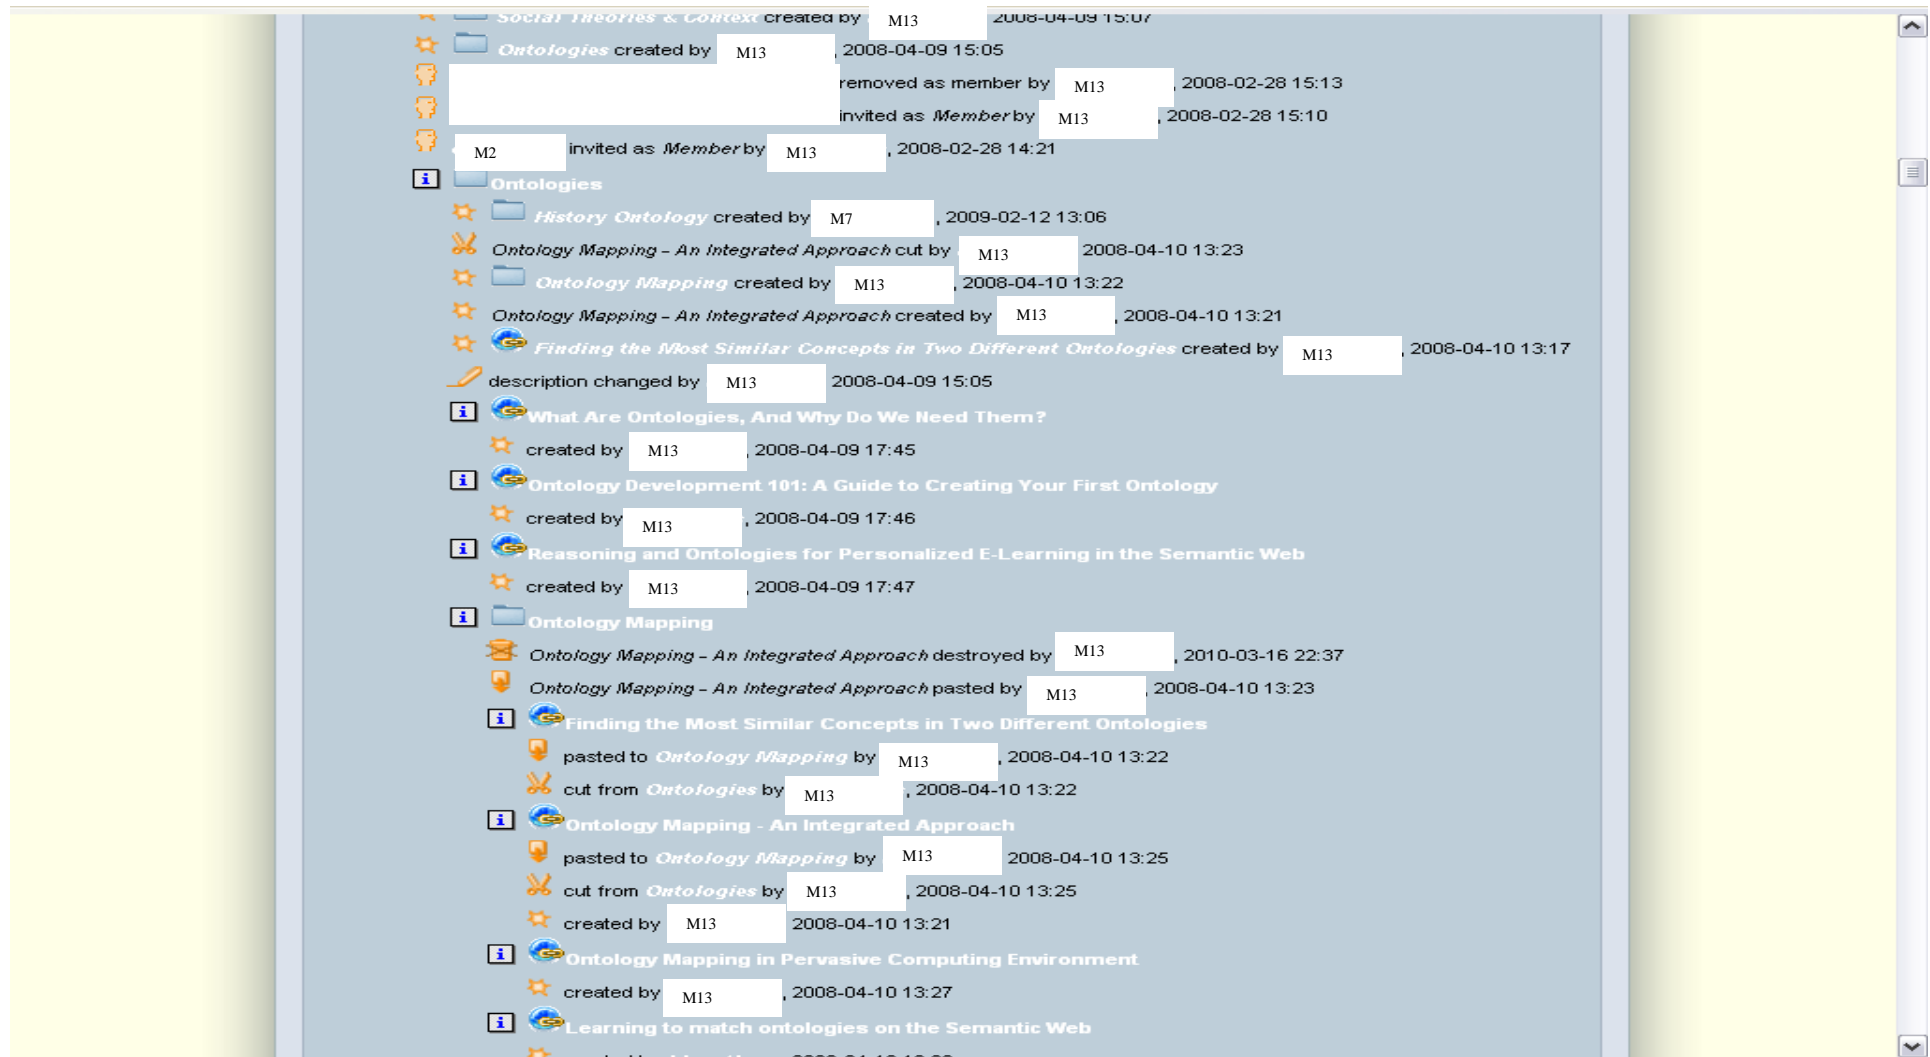 Social Theories & Context created by M13 2008-04-09 15:07
Ontologies created by M13 , 2008-04-09 15:05
removed as member by M13 , 2008-02-28 15:13
invited as Member by M13 , 2008-02-28 15:10
M2 invited as Member by M13 , 2008-02-28 14:21
i Ontologies
History Ontology created by M7 , 2009-02-12 13:06
Ontology Mapping - An Integrated Approach cut by M13 2008-04-10 13:23
Ontology Mapping created by M13 , 2008-04-10 13:22
Ontology Mapping - An Integrated Approach created by M13 , 2008-04-10 13:21
Finding the Most Similar Concepts in Two Different Ontologies created by M13 , 2008-04-10 13:17
description changed by M13 2008-04-09 15:05
i What Are Ontologies, And Why Do We Need Them?
created by M13 , 2008-04-09 17:45
i Ontology Development 101: A Guide to Creating Your First Ontology
created by M13 , 2008-04-09 17:46
i Reasoning and Ontologies for Personalized E-Learning in the Semantic Web
created by M13 , 2008-04-09 17:47
i Ontology Mapping
Ontology Mapping - An Integrated Approach destroyed by M13 , 2010-03-16 22:37
Ontology Mapping - An Integrated Approach pasted by M13 , 2008-04-10 13:23
i Finding the Most Similar Concepts in Two Different Ontologies
pasted to Ontology Mapping by M13 , 2008-04-10 13:22
cut from Ontologies by M13 , 2008-04-10 13:22
i Ontology Mapping - An Integrated Approach
pasted to Ontology Mapping by M13 2008-04-10 13:25
cut from Ontologies by M13 , 2008-04-10 13:25
created by M13 2008-04-10 13:21
i Ontology Mapping in Pervasive Computing Environment
created by M13 , 2008-04-10 13:27
i Learning to match ontologies on the Semantic Web